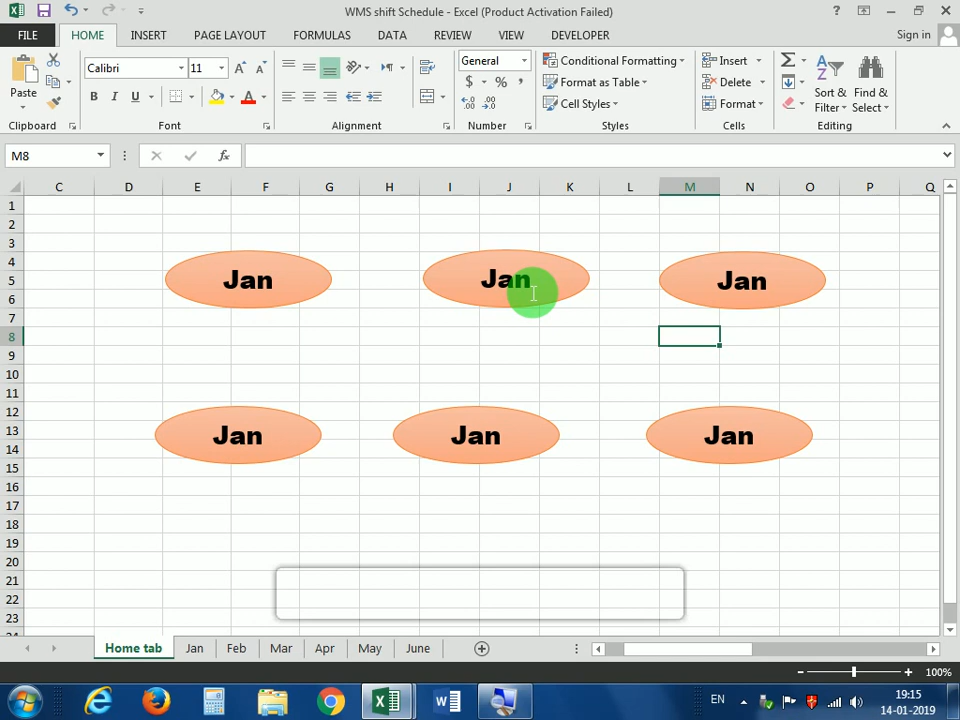 WMS shift Schedule - Excel (Product Activation Failed)
FILE HOME INSERT PAGE LAYOUT FORMULAS DATA REVIEW VIEW DEVELOPER Sign in
Calibri 11 General Conditional Formatting Insert
Paste B I U A $ % , Format as Table Delete Sort & Find &
Cell Styles Format Filter Select
Clipboard Font Alignment Number Styles Cells Editing
M8 fx
C D E F G H I J K L M N O P Q
1
2
3
4
5
6
7
8
9
10
11
12
13
14
15
16
17
18
19
20
21
22
23
24
Jan Jan Jan
Jan Jan Jan
Home tab Jan Feb Mar Apr May June
100%
EN 19:15
14-01-2019